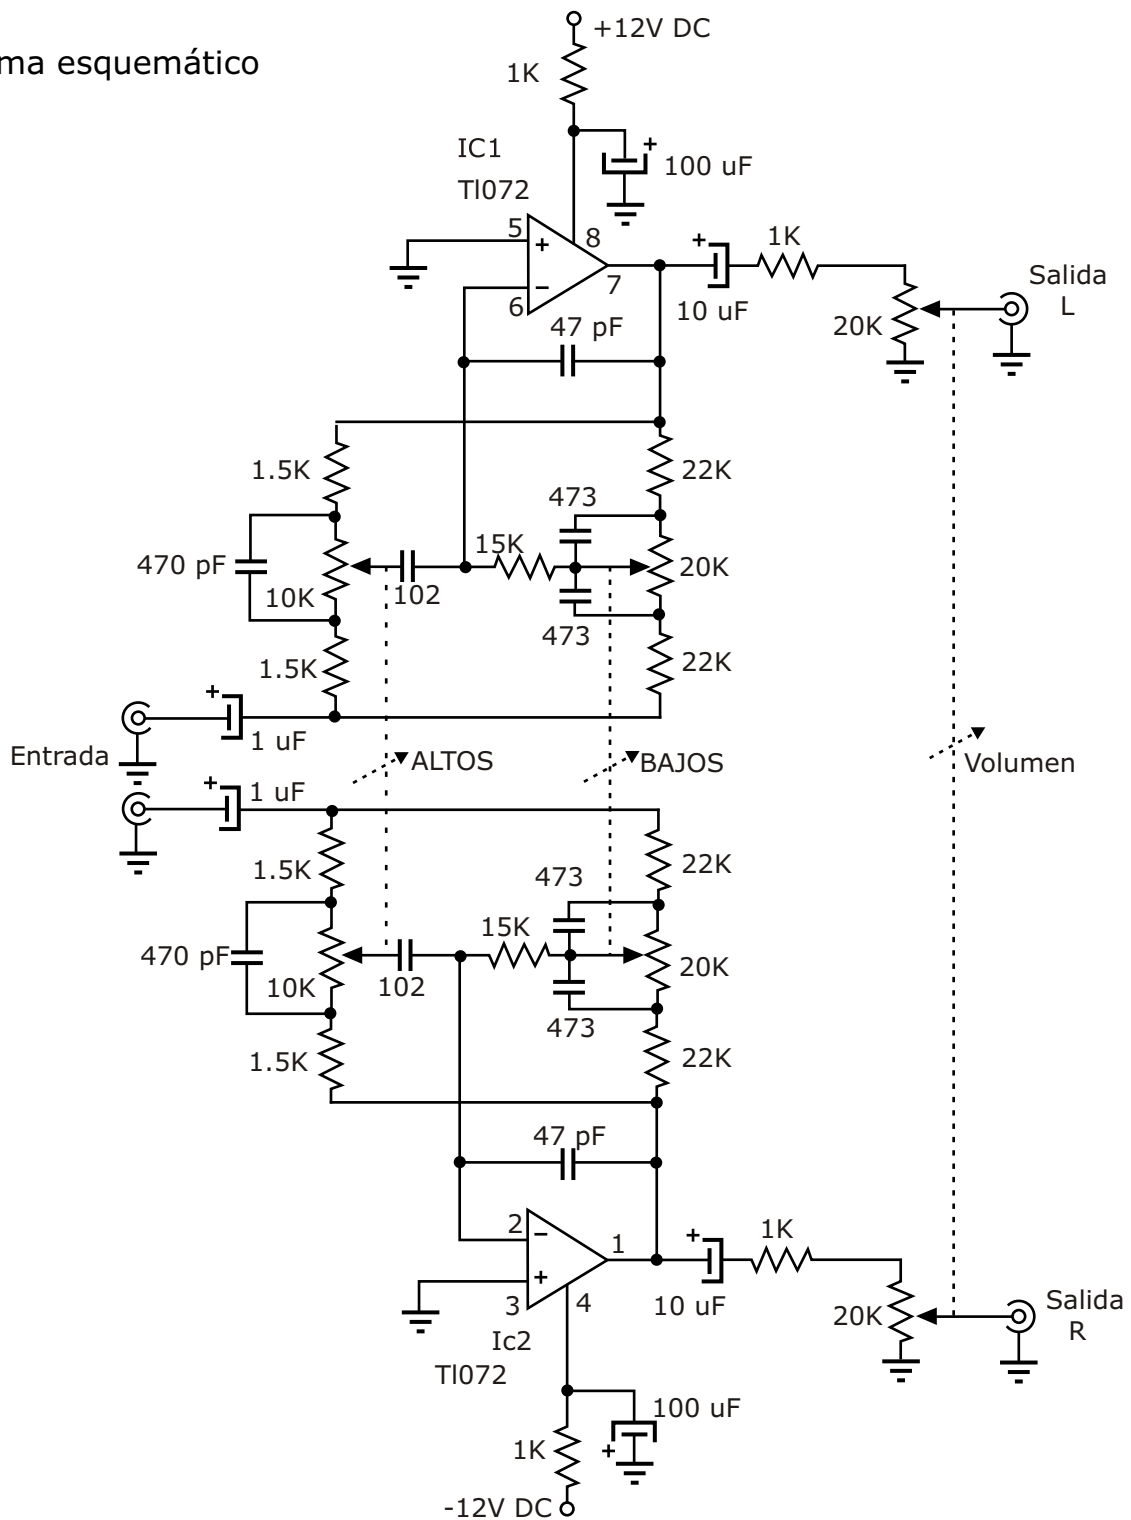 ma esquemático
+12V DC
1K
IC1
Tl072
100 uF
5
8
6
7
1K
10 uF
20K
Salida
L
47 pF
1.5K
22K
473
470 pF
10K
102
15K
20K
473
1.5K
22K
1 uF
Entrada
ALTOS
BAJOS
Volumen
1 uF
1.5K
22K
473
470 pF
10K
102
15K
20K
473
1.5K
22K
47 pF
2
1
3
4
1K
10 uF
20K
Salida
R
Ic2
Tl072
100 uF
1K
-12V DC